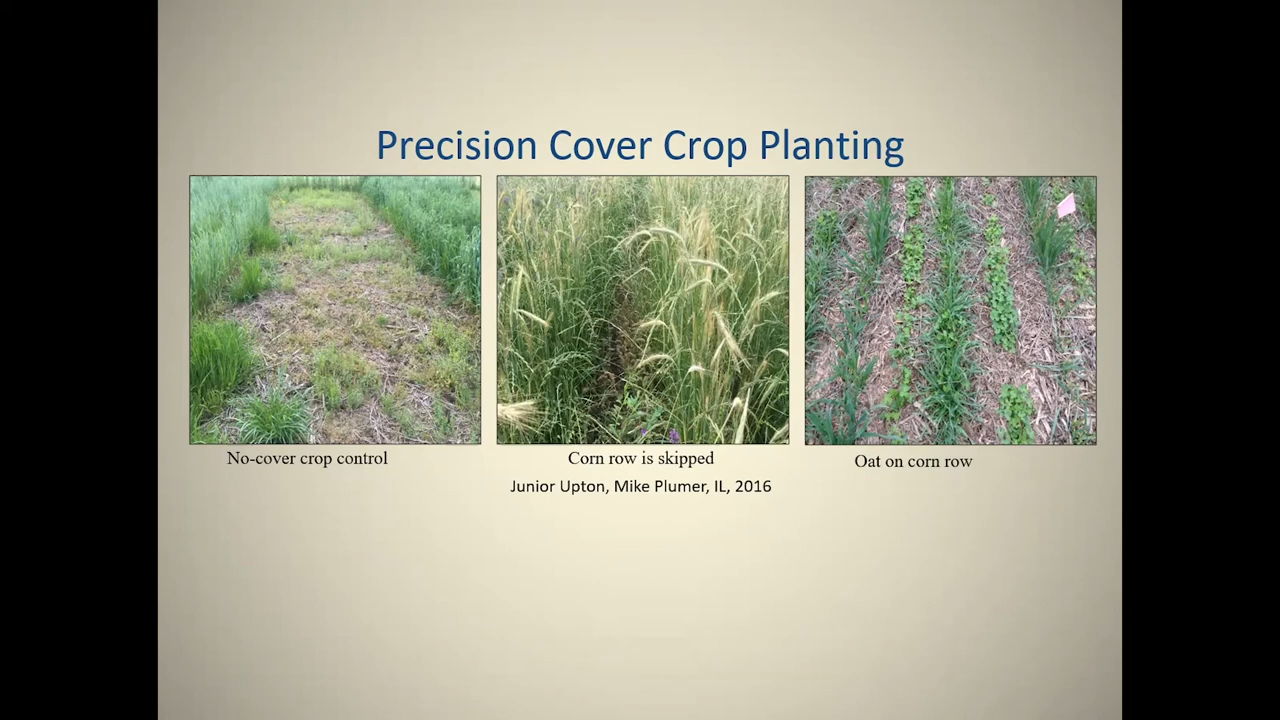 Precision Cover Crop Planting
No-cover crop control
Corn row is skipped
Oat on corn row
Junior Upton, Mike Plumer, IL, 2016